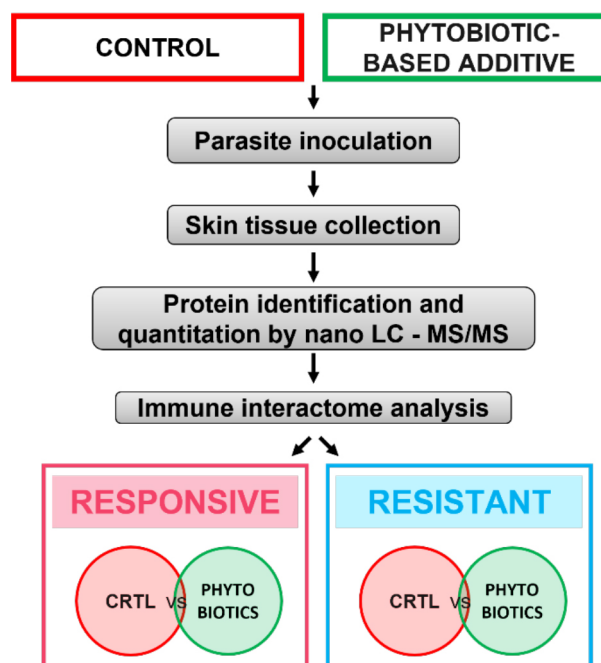 CONTROL
PHYTOBIOTIC-
BASED ADDITIVE
Parasite inoculation
Skin tissue collection
Protein identification and
quantitation by nano LC - MS/MS
Immune interactome analysis
RESPONSIVE
CRTL vs PHYTO
BIOTICS
RESISTANT
CRTL vs PHYTO
BIOTICS